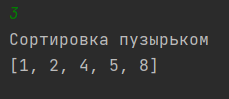 3
Сортировка пузырьком
[1, 2, 4, 5, 8]